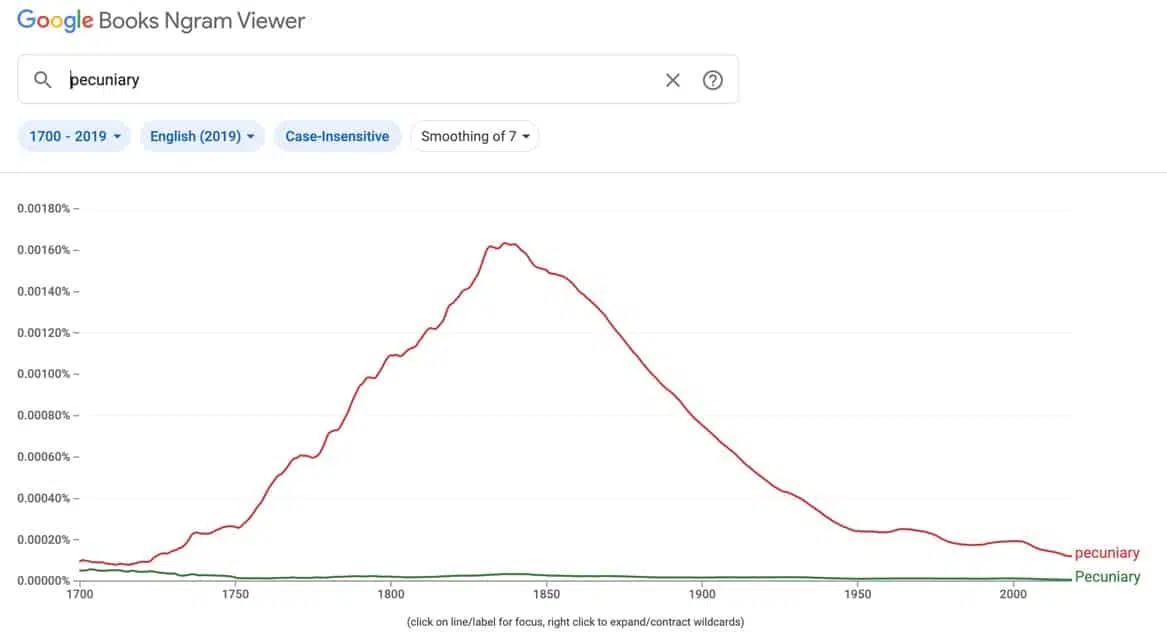 Google Books Ngram Viewer
pecuniary
1700 - 2019 English (2019) Case-Insensitive Smoothing of 7
0.00180%
0.00160%
0.00140%
0.00120%
0.00100%
0.00080%
0.00060%
0.00040%
0.00020%
0.00000%
pecuniary
Pecuniary
1700 1750 1800 1850 1900 1950 2000
(click on line/label for focus, right click to expand/contract wildcards)